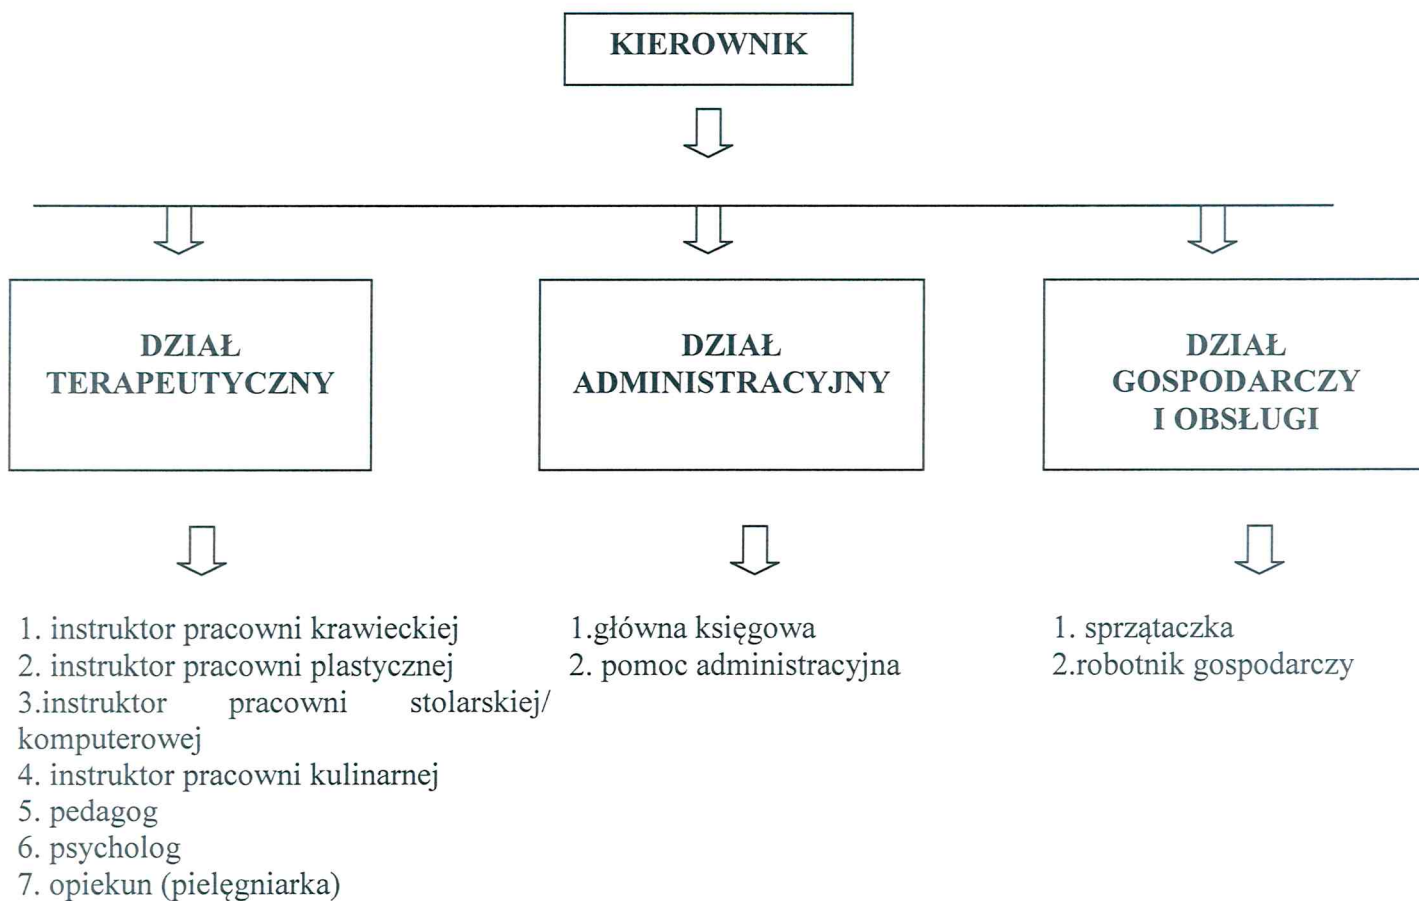 KIEROWNIK
DZIAŁ
TERAPEUTYCZNY
DZIAŁ
ADMINISTRACYJNY
DZIAŁ
GOSPODARCZY
I OBSŁUGI
1. instruktor pracowni krawieckiej
2. instruktor pracowni plastycznej
3.instruktor pracowni stolarskiej/
komputerowej
4. instruktor pracowni kulinarnej
5. pedagog
6. psycholog
7. opiekun (pielęgniarka)
1.główna księgowa
2. pomoc administracyjna
1. sprzątaczka
2.robotnik gospodarczy